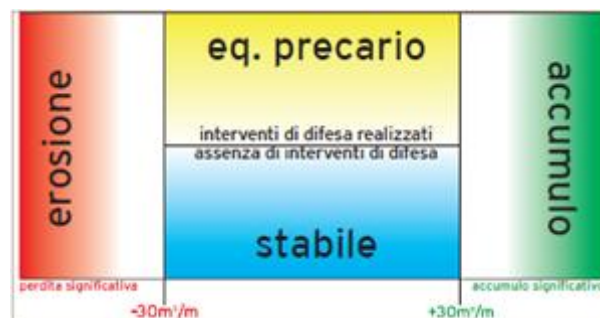 erosione
eq. precario
accumulo
interventi di difesa realizzati
assenza di interventi di difesa
stabile
perdita significativa
accumulo significativo
-30m³/m
+30m³/m